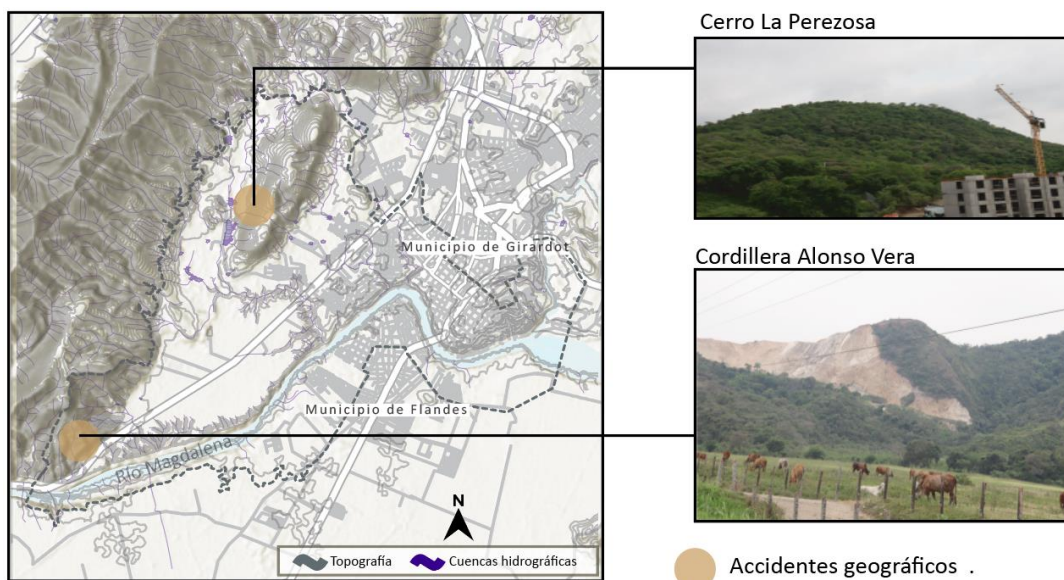 Cerro La Perezosa
Municipio de Girardot
Cordillera Alonso Vera
Municipio de Flandes
Río Magdalena
N
Topografía
Cuencas hidrográficas
Accidentes geográficos .